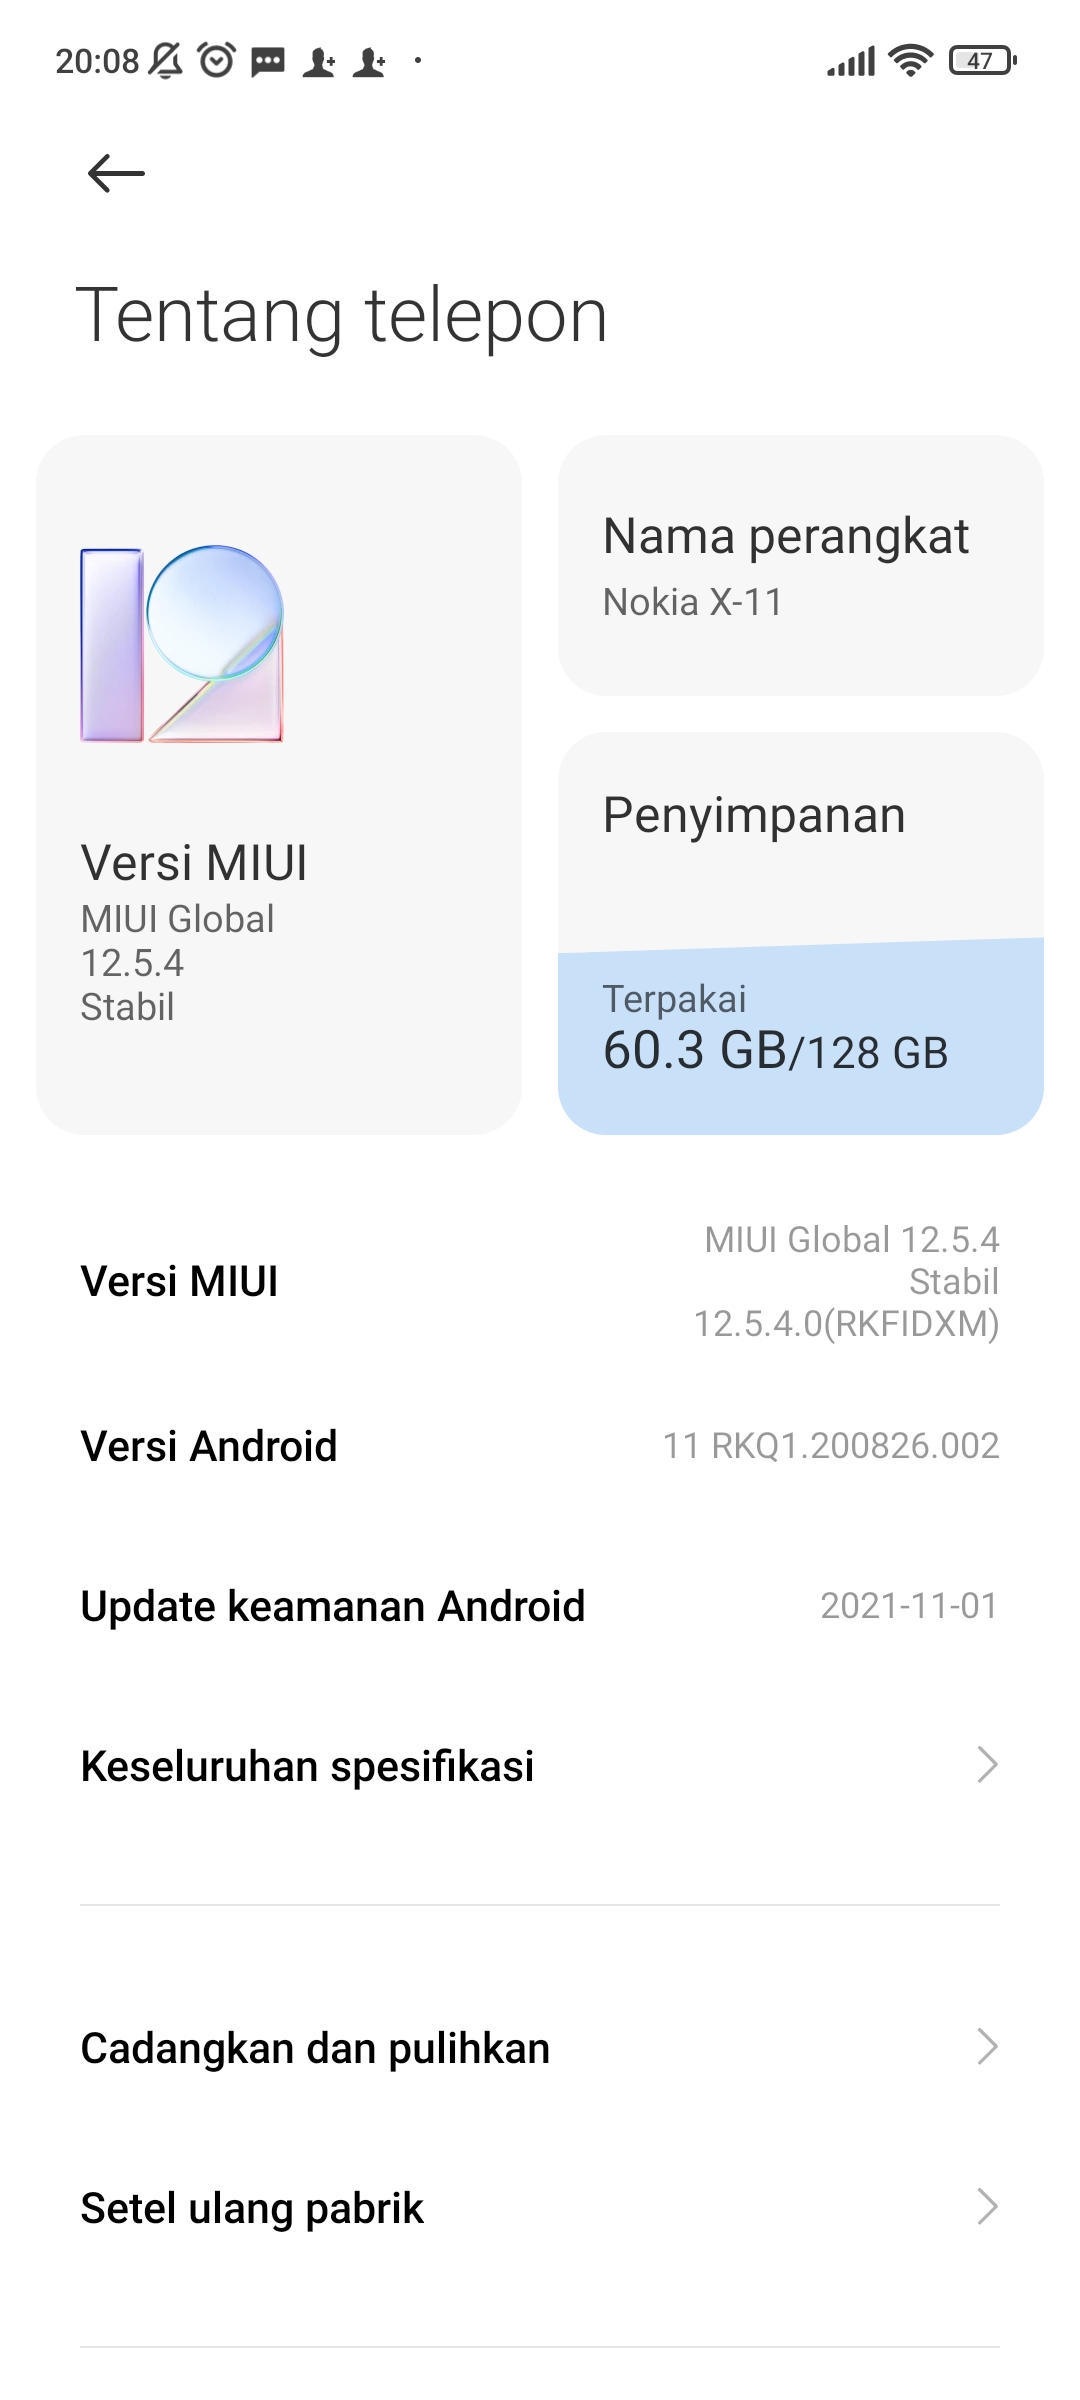 20:08
47
Tentang telepon
Versi MIUI
MIUI Global
12.5.4
Stabil
Nama perangkat
Nokia X-11
Penyimpanan
Terpakai
60.3 GB/128 GB
Versi MIUI
MIUI Global 12.5.4
Stabil
12.5.4.0(RKFIDXM)
Versi Android
11 RKQ1.200826.002
Update keamanan Android
2021-11-01
Keseluruhan spesifikasi
Cadangkan dan pulihkan
Setel ulang pabrik